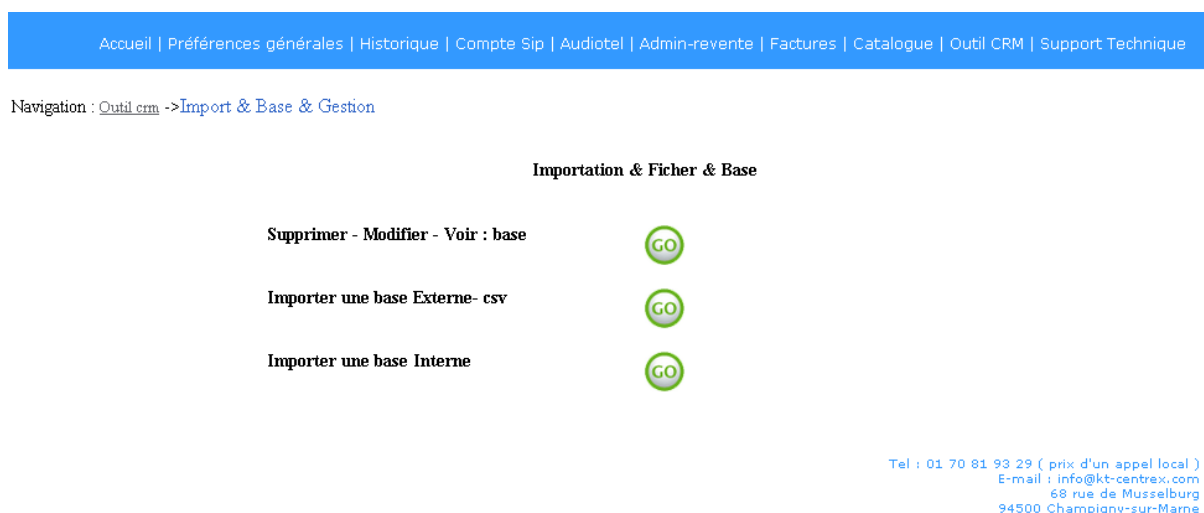 Accueil | Préférences générales | Historique | Compte Sip | Audiotel | Admin-revente | Factures | Catalogue | Outil CRM | Support Technique
Navigation : Outil crm ->Import & Base & Gestion
Importation & Ficher & Base
Supprimer - Modifier - Voir : base GO
Importer une base Externe- csv GO
Importer une base Interne GO
Tel : 01 70 81 93 29 ( prix d'un appel local )
E-mail : info@kt-centrex.com
68 rue de Musselburg
94500 Champigny-sur-Marne